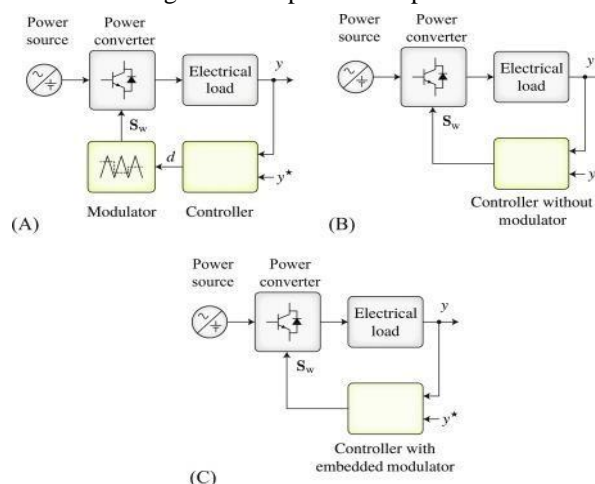 Power
source
Power
converter
Electrical
load
y
S_w
d
y*
Modulator
Controller
(A)
Power
source
Power
converter
Electrical
load
y
S_w
y
Controller without
modulator
(B)
Power
source
Power
converter
Electrical
load
y
S_w
y*
Controller with
embedded modulator
(C)